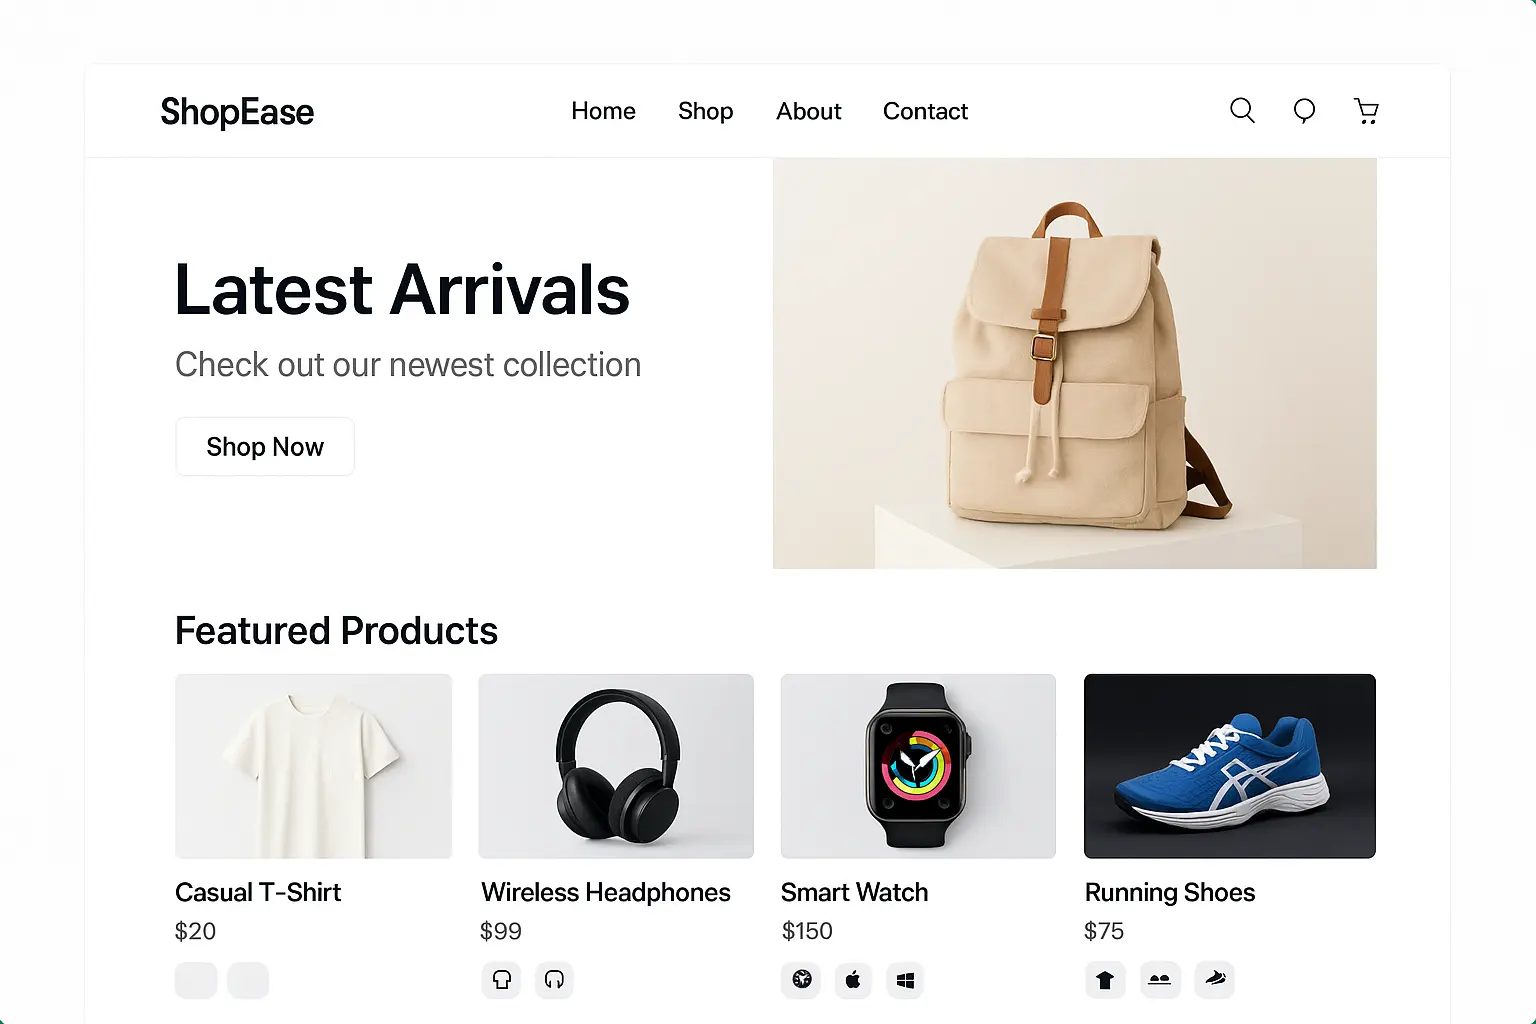 ShopEase
Home
Shop
About
Contact
Latest Arrivals
Check out our newest collection
Shop Now
Featured Products
Casual T-Shirt
$20
Wireless Headphones
$99
Smart Watch
$150
Running Shoes
$75